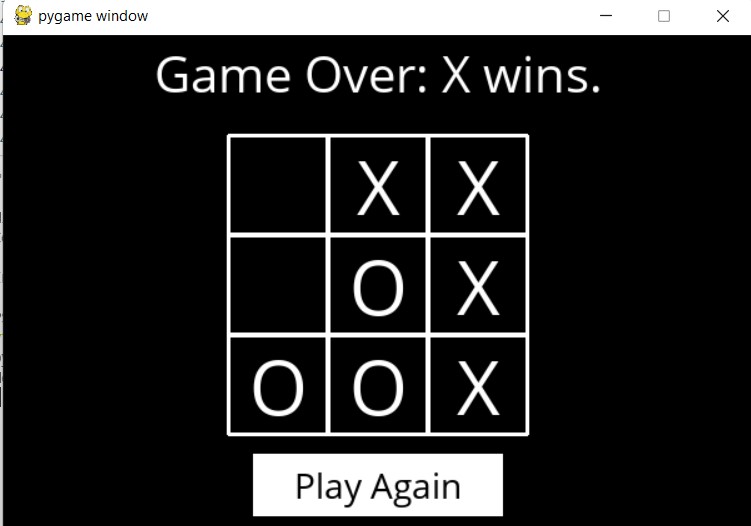 pygame window
Game Over: X wins.
X X
O X
O O X
Play Again